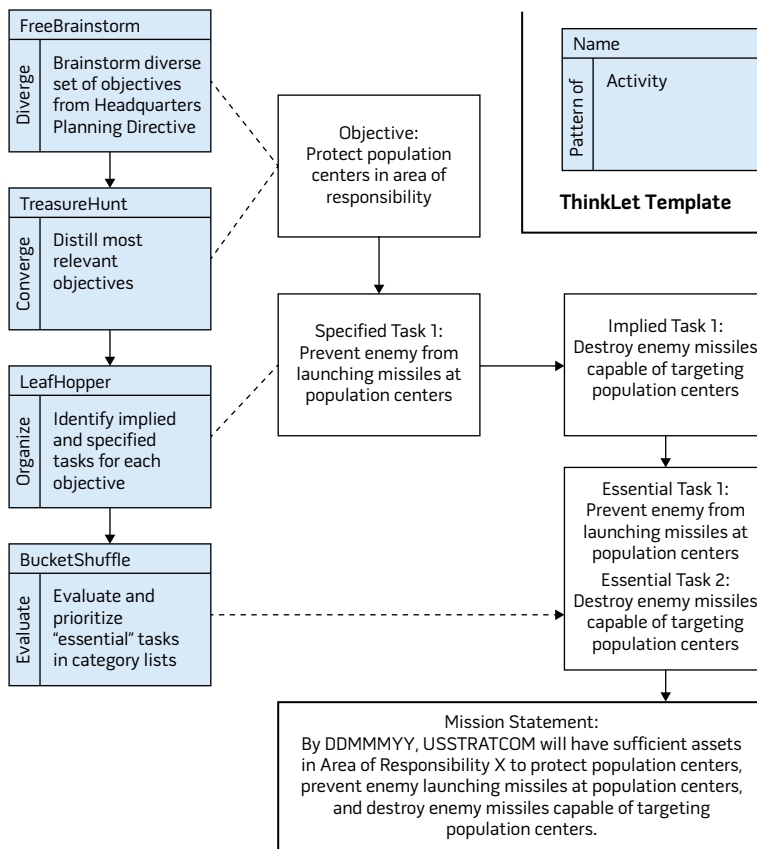 FreeBrainstorm
Diverge
Brainstorm diverse
set of objectives
from Headquarters
Planning Directive
TreasureHunt
Converge
Distill most
relevant
objectives
LeafHopper
Organize
Identify implied
and specified
tasks for each
objective
BucketShuffle
Evaluate
Evaluate and
prioritize
“essential” tasks
in category lists
Objective:
Protect population
centers in area of
responsibility
Name
Pattern of
Activity
ThinkLet Template
Specified Task 1:
Prevent enemy from
launching missiles at
population centers
Implied Task 1:
Destroy enemy missiles
capable of targeting
population centers
Essential Task 1:
Prevent enemy from
launching missiles at
population centers
Essential Task 2:
Destroy enemy missiles
capable of targeting
population centers
Mission Statement:
By DDMMMYY, USSTRATCOM will have sufficient assets
in Area of Responsibility X to protect population centers,
prevent enemy launching missiles at population centers,
and destroy enemy missiles capable of targeting
population centers.